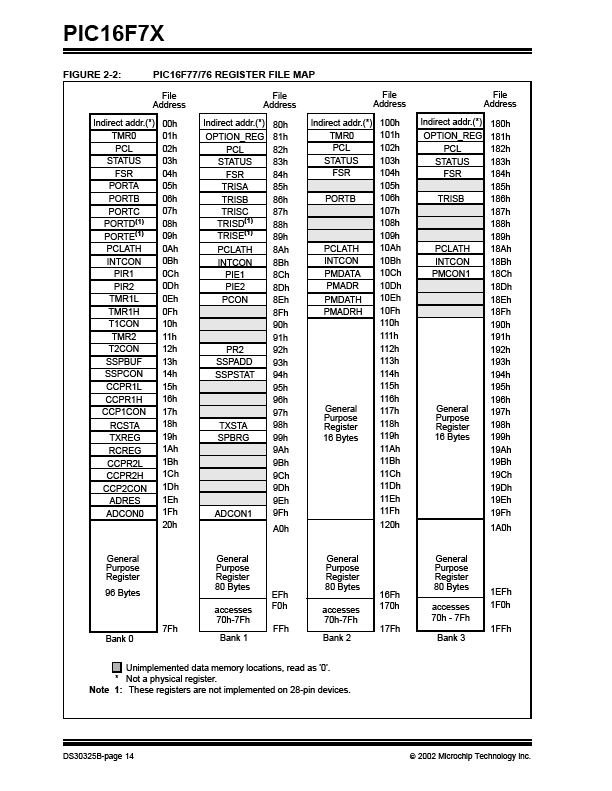 PIC16F7X
FIGURE 2-2: PIC16F77/76 REGISTER FILE MAP
File Address File Address File Address File Address
Indirect addr.(*) 00h Indirect addr.(*) 80h Indirect addr.(*) 100h Indirect addr.(*) 180h
TMR0 01h OPTION_REG 81h TMR0 101h OPTION_REG 181h
PCL 02h PCL 82h PCL 102h PCL 182h
STATUS 03h STATUS 83h STATUS 103h STATUS 183h
FSR 04h FSR 84h FSR 104h FSR 184h
PORTA 05h TRISA 85h 105h 185h
PORTB 06h TRISB 86h PORTB 106h TRISB 186h
PORTC 07h TRISC 87h 107h 187h
PORTD(1) 08h TRISD(1) 88h 108h 188h
PORTE(1) 09h TRISE(1) 89h 109h 189h
PCLATH 0Ah PCLATH 8Ah PCLATH 10Ah PCLATH 18Ah
INTCON 0Bh INTCON 8Bh INTCON 10Bh INTCON 18Bh
PIR1 0Ch PIE1 8Ch PMDATA 10Ch PMCON1 18Ch
PIR2 0Dh PIE2 8Dh PMADR 10Dh 18Dh
TMR1L 0Eh PCON 8Eh PMDATH 10Eh 18Eh
TMR1H 0Fh 8Fh PMADRH 10Fh 18Fh
T1CON 10h 90h 110h 190h
TMR2 11h 91h 111h 191h
T2CON 12h PR2 92h 112h 192h
SSPBUF 13h SSPADD 93h 113h 193h
SSPCON 14h SSPSTAT 94h 114h 194h
CCPR1L 15h 95h 115h 195h
CCPR1H 16h 96h 116h 196h
CCP1CON 17h 97h General 117h General 197h
RCSTA 18h TXSTA 98h Purpose Register 118h Purpose Register 198h
TXREG 19h SPBRG 99h 16 Bytes 119h 16 Bytes 199h
RCREG 1Ah 9Ah 11Ah 19Ah
CCPR2L 1Bh 9Bh 11Bh 19Bh
CCPR2H 1Ch 9Ch 11Ch 19Ch
CCP2CON 1Dh 9Dh 11Dh 19Dh
ADRES 1Eh 9Eh 11Eh 19Eh
ADCON0 1Fh ADCON1 9Fh 11Fh 19Fh
20h A0h 120h 1A0h
General General General General
Purpose Purpose Purpose Purpose
Register Register Register Register
96 Bytes 80 Bytes 80 Bytes 80 Bytes
EFh 16Fh 1EFh
accesses F0h accesses 170h accesses 1F0h
70h-7Fh 70h-7Fh 70h - 7Fh
7Fh FFh 17Fh 1FFh
Bank 0 Bank 1 Bank 2 Bank 3
Unimplemented data memory locations, read as '0'.
* Not a physical register.
Note 1: These registers are not implemented on 28-pin devices.
DS30325B-page 14 © 2002 Microchip Technology Inc.